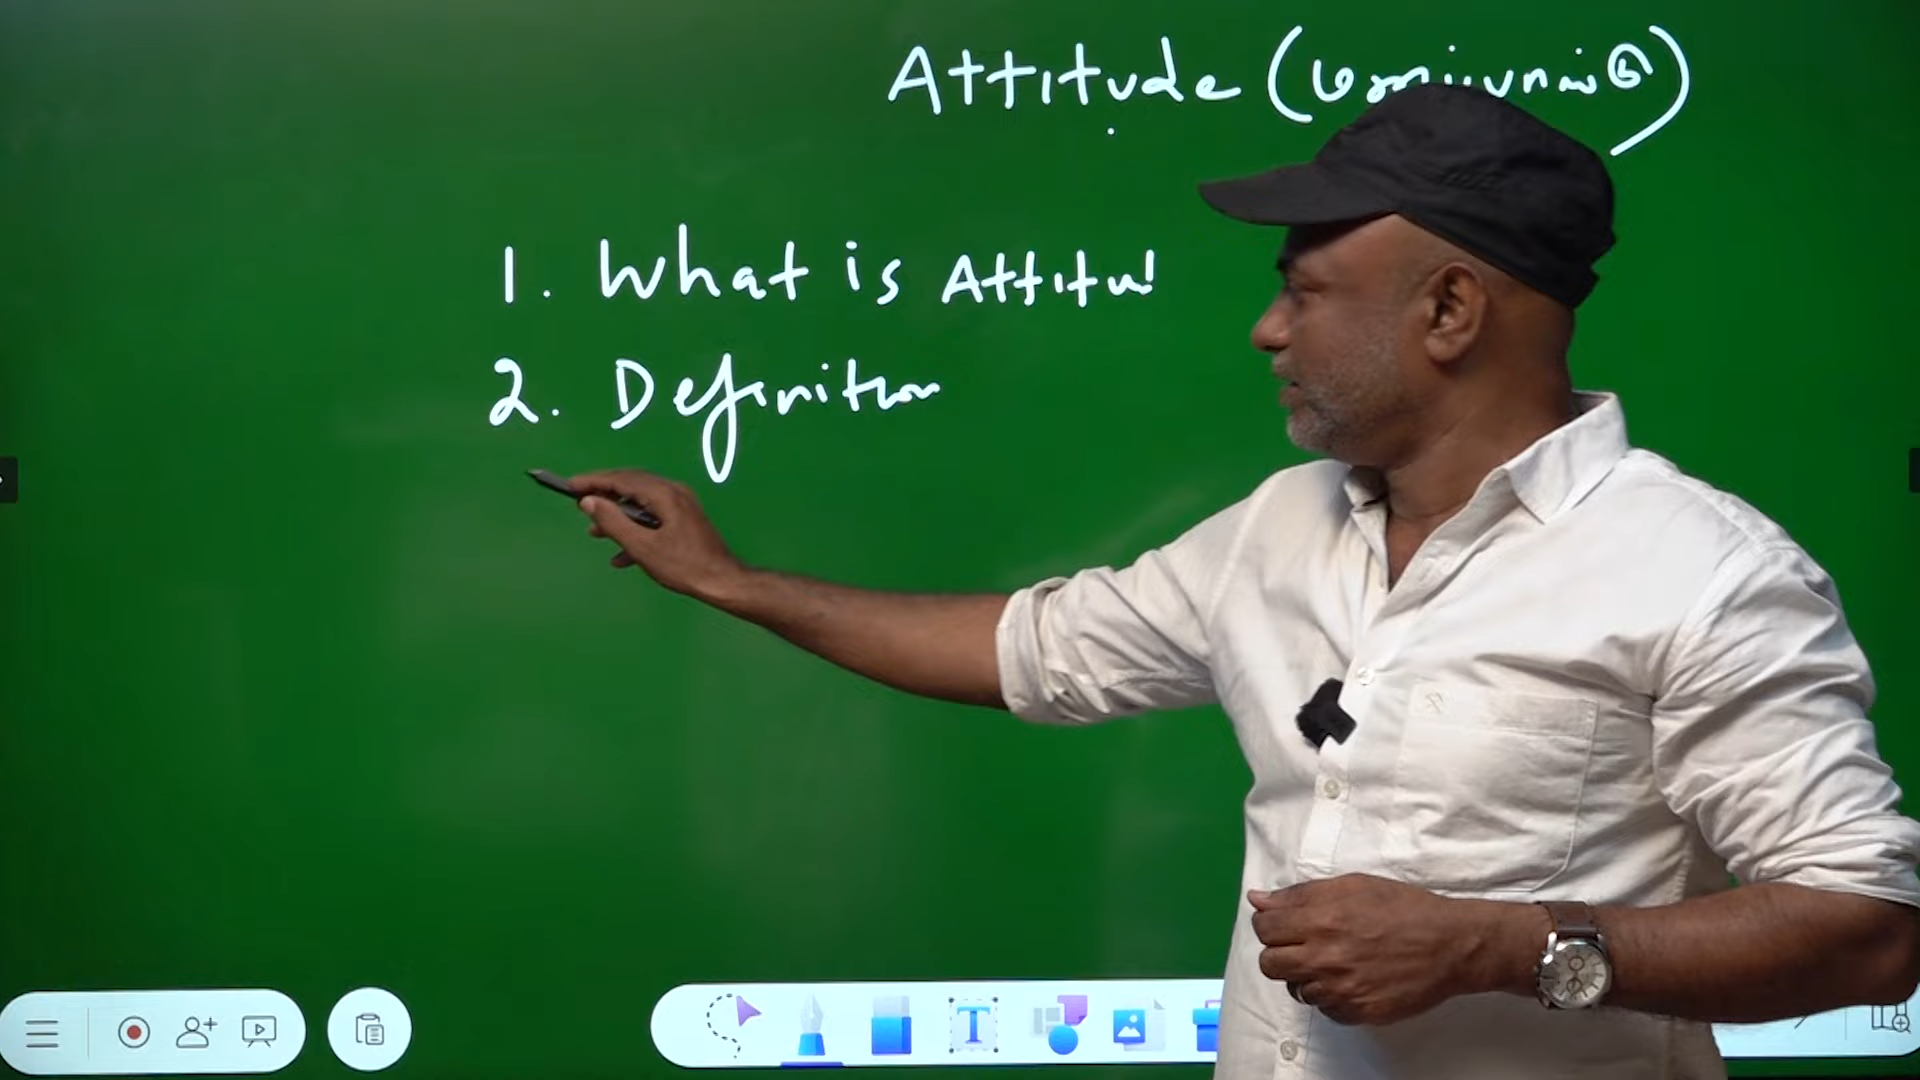 Attitude (
1. What is Attitu
2. Definition